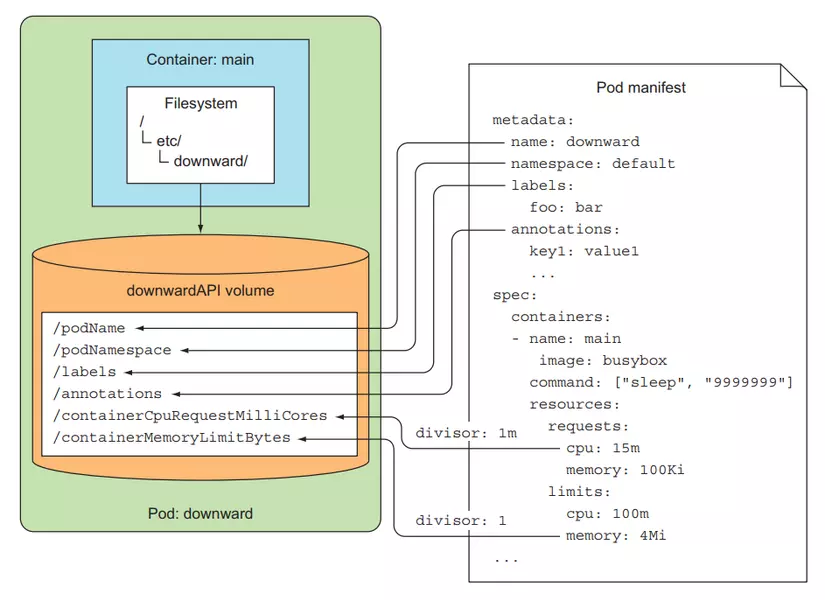 Container: main
Filesystem
/
etc/
downward/
downwardAPI volume
/podName
/podNamespace
/labels
/annotations
/containerCpuRequestMilliCores
/containerMemoryLimitBytes
Pod: downward
divisor: 1m
divisor: 1
Pod manifest
metadata:
name: downward
namespace: default
labels:
foo: bar
annotations:
key1: value1
...
spec:
containers:
- name: main
image: busybox
command: ["sleep", "9999999"]
resources:
requests:
cpu: 15m
memory: 100Ki
limits:
cpu: 100m
memory: 4Mi
...